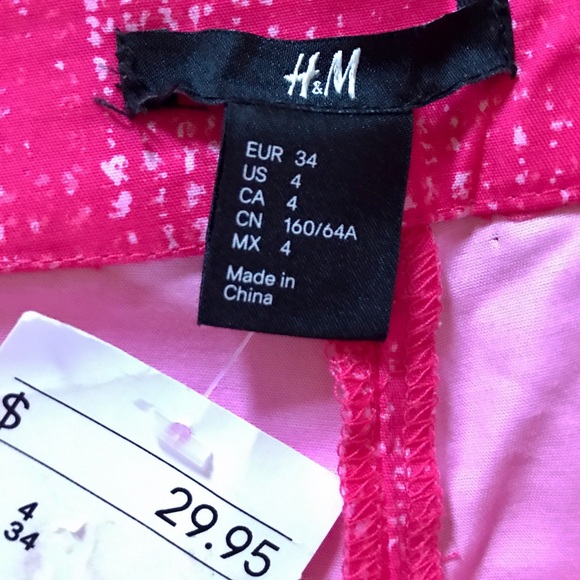 H&M
EUR 34
US 4
CA 4
CN 160/64A
MX 4
Made in
China
$
29.95
4
34